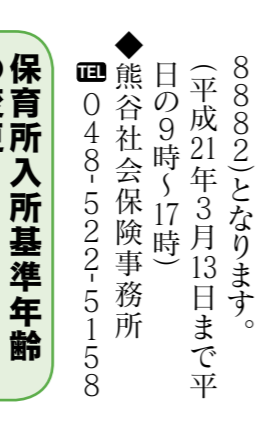 8882)となります。
(平成21年3月13日まで平
日の9時~17時)
◆熊谷社会保険事務所
TEL 048-522-5158
保育所入所基準年齢